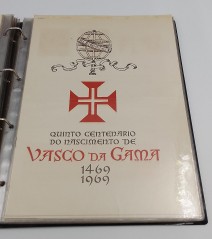 QUINTO CENTENARIO
DO NASCIMENTO DE
VASCO DA GAMA
1469
1969